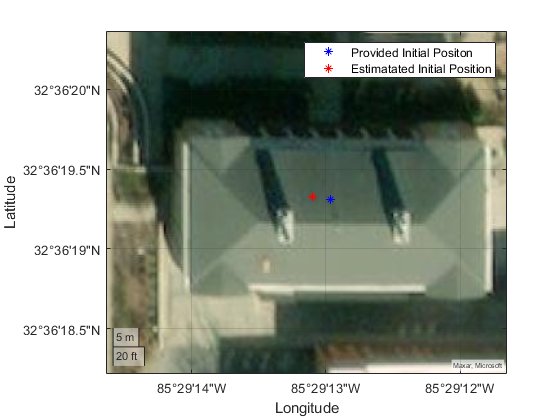 Provided Initial Positon
Estimatated Initial Position
32°36'20"N
32°36'19.5"N
32°36'19"N
32°36'18.5"N
Latitude
5 m
20 ft
Maxar, Microsoft
85°29'14"W
85°29'13"W
85°29'12"W
Longitude